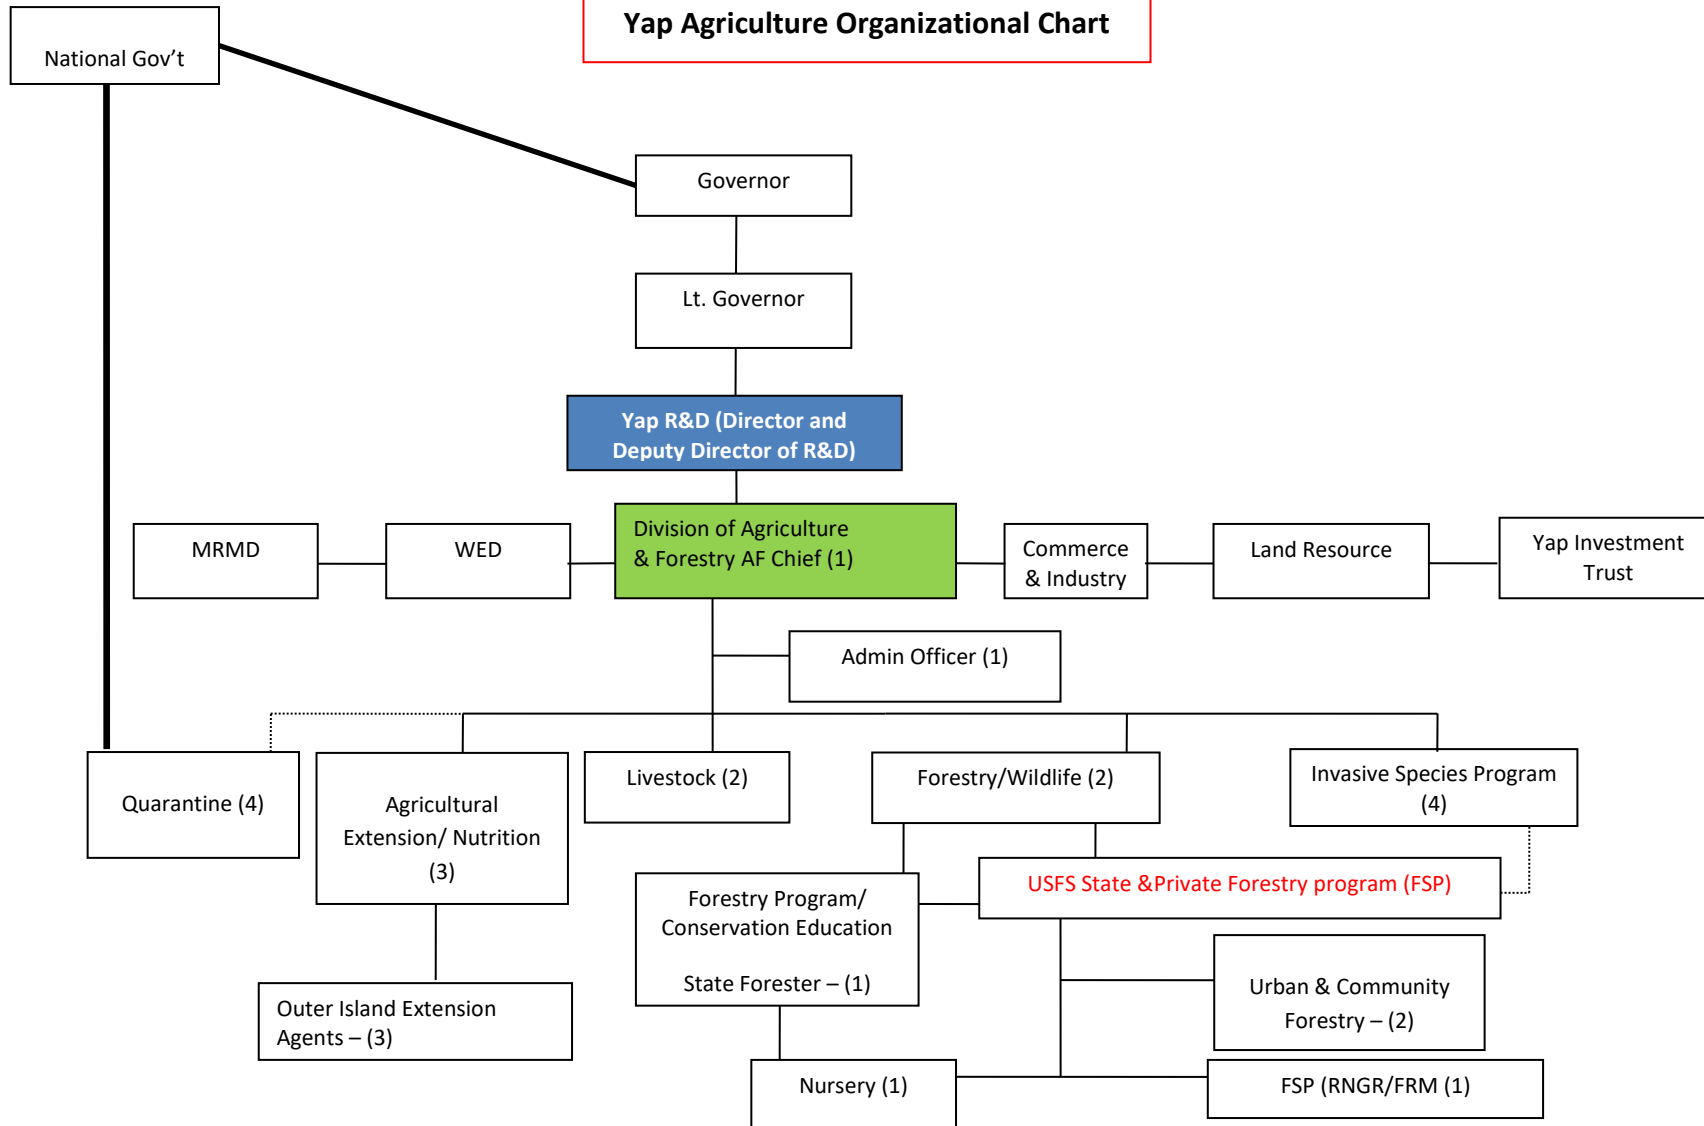 Yap Agriculture Organizational Chart
National Gov’t
Governor
Lt. Governor
Yap R&D (Director and
Deputy Director of R&D)
MRMD
WED
Division of Agriculture
& Forestry AF Chief (1)
Commerce
& Industry
Land Resource
Yap Investment
Trust
Admin Officer (1)
Quarantine (4)
Agricultural
Extension/ Nutrition
(3)
Livestock (2)
Forestry/Wildlife (2)
Invasive Species Program
(4)
USFS State &Private Forestry program (FSP)
Forestry Program/
Conservation Education
State Forester – (1)
Urban & Community
Forestry – (2)
Outer Island Extension
Agents – (3)
Nursery (1)
FSP (RNGR/FRM (1)